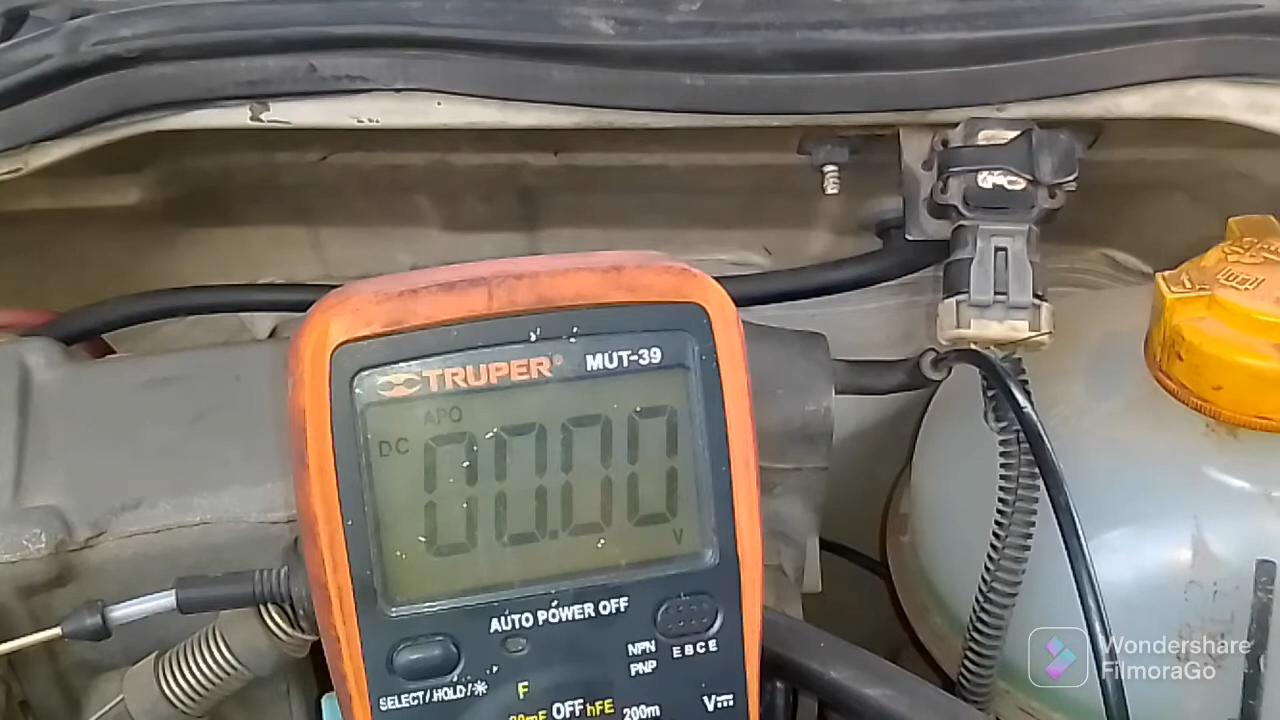 TRUPER® MUT-39
APO
DC 00.00 V
AUTO POWER OFF
NPN
PNP
E B C E
SELECT/HOLD/
F
20mF OFF hFE 200m V
Wondershare
FilmoraGo